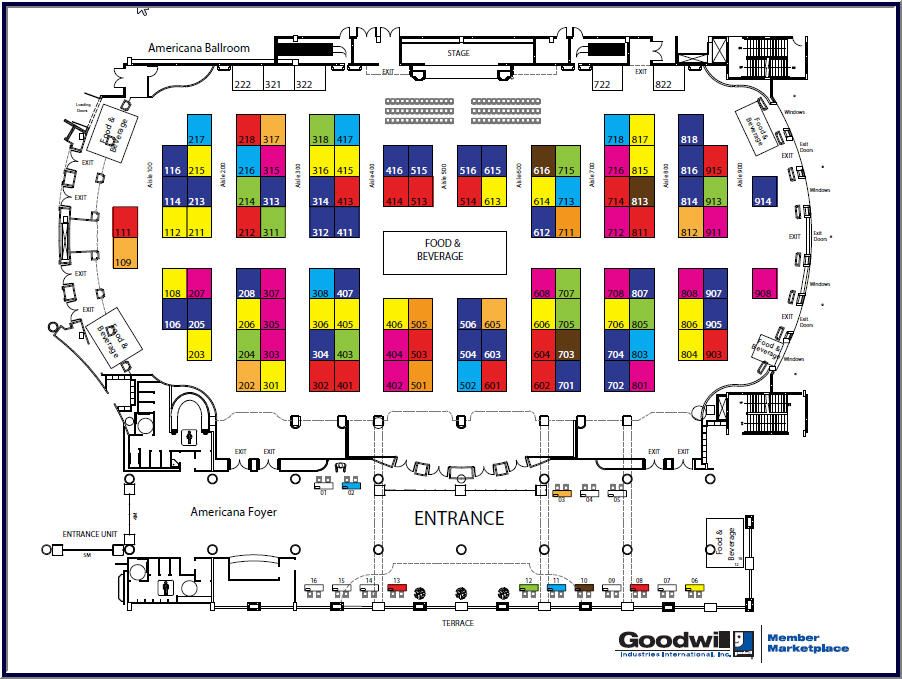 Americana Ballroom
STAGE
EXIT
EXIT
222 321 322
722 822
Loading
Doors
Food &
Beverage
Food &
Beverage
Windows
217 218 317 318 417 718 817 818
Exit
Doors
EXIT
EXIT
Aisle 100 Aisle 200 Aisle 300 Aisle 400 Aisle 500 Aisle 600 Aisle 700 Aisle 800 Aisle 900
116 215 216 315 316 415 416 515 516 615 616 715 716 815 816 915
Windows
EXIT
114 213 214 313 314 413 414 513 514 613 614 713 714 813 814 913 914
111 112 211 212 311 312 411 612 711 712 811 812 911
EXIT
Exit
Doors
109
FOOD &
BEVERAGE
EXIT
Windows
108 207 208 307 308 407 608 707 708 807 808 907 908
EXIT
EXIT
Exit
Doors
106 205 206 305 306 405 406 505 506 605 606 705 706 805 806 905
Food &
Beverage
Food &
Beverage
Windows
203 204 303 304 403 404 503 504 603 604 703 704 803 804 903
202 301 302 401 402 501 502 601 602 701 702 801
EXIT EXIT
EXIT EXIT
01 02 03 04 05
Americana Foyer
ENTRANCE
4M
ENTRANCE UNIT
5M
Food &
Beverage
16 15 14 13 12 11 10 09 08 07 06
TERRACE
Goodwill
Industries International, Inc.
Member
Marketplace